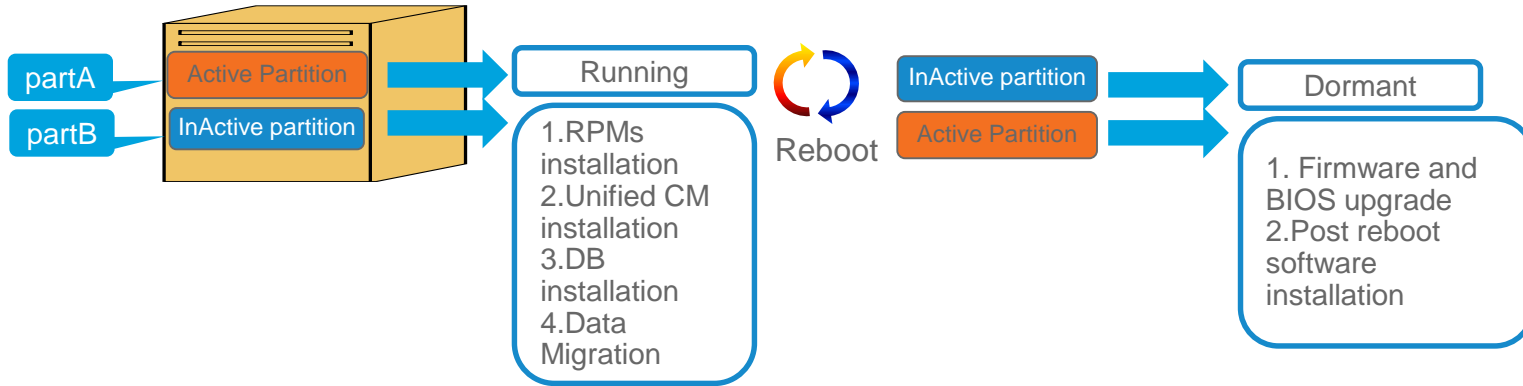 partA
Active Partition
partB
InActive partition
Running
1.RPMs
installation
2.Unified CM
installation
3.DB
installation
4.Data
Migration
Reboot
InActive partition
Active Partition
Dormant
1. Firmware and
BIOS upgrade
2.Post reboot
software
installation